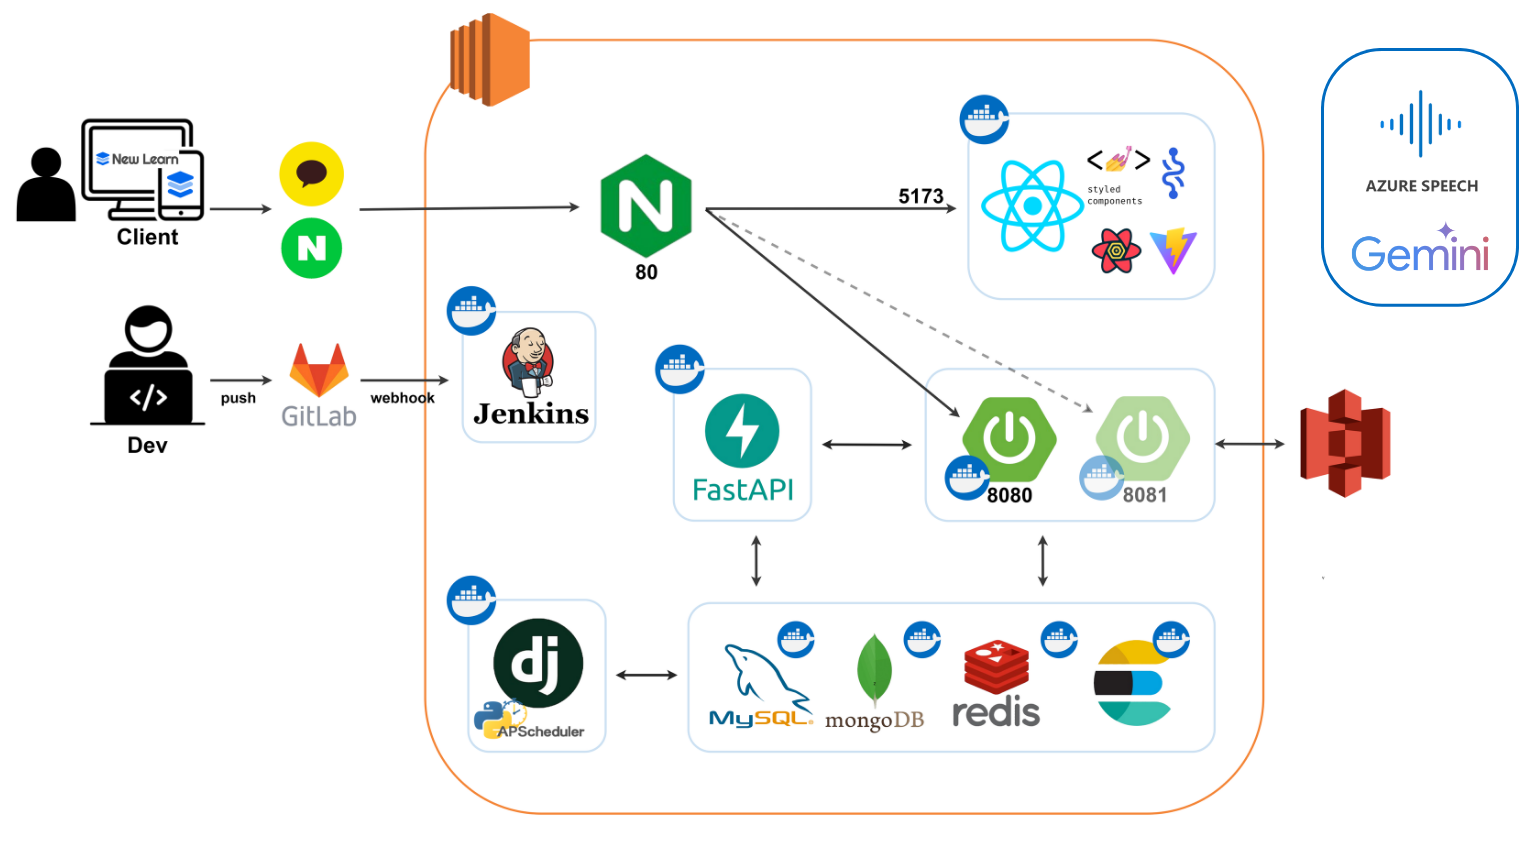 New Learn
Client
N
80
5173
styled
components
AZURE SPEECH
Gemini
Dev
push
GitLab
webhook
Jenkins
FastAPI
8080
8081
dj
APScheduler
MySQL®
mongoDB
redis